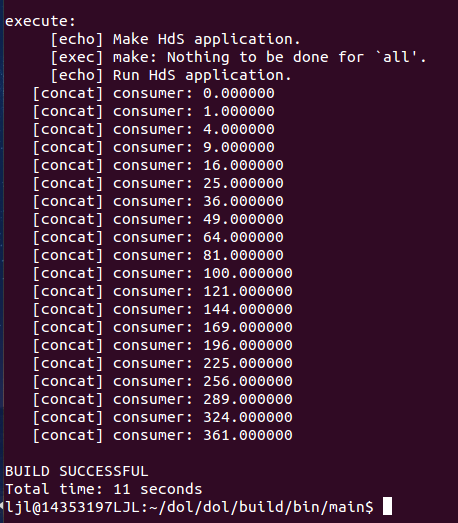 execute:
[echo] Make HdS application.
[exec] make: Nothing to be done for `all'.
[echo] Run HdS application.
[concat] consumer: 0.000000
[concat] consumer: 1.000000
[concat] consumer: 4.000000
[concat] consumer: 9.000000
[concat] consumer: 16.000000
[concat] consumer: 25.000000
[concat] consumer: 36.000000
[concat] consumer: 49.000000
[concat] consumer: 64.000000
[concat] consumer: 81.000000
[concat] consumer: 100.000000
[concat] consumer: 121.000000
[concat] consumer: 144.000000
[concat] consumer: 169.000000
[concat] consumer: 196.000000
[concat] consumer: 225.000000
[concat] consumer: 256.000000
[concat] consumer: 289.000000
[concat] consumer: 324.000000
[concat] consumer: 361.000000
BUILD SUCCESSFUL
Total time: 11 seconds
ljl@14353197LJL:~/dol/dol/build/bin/main$